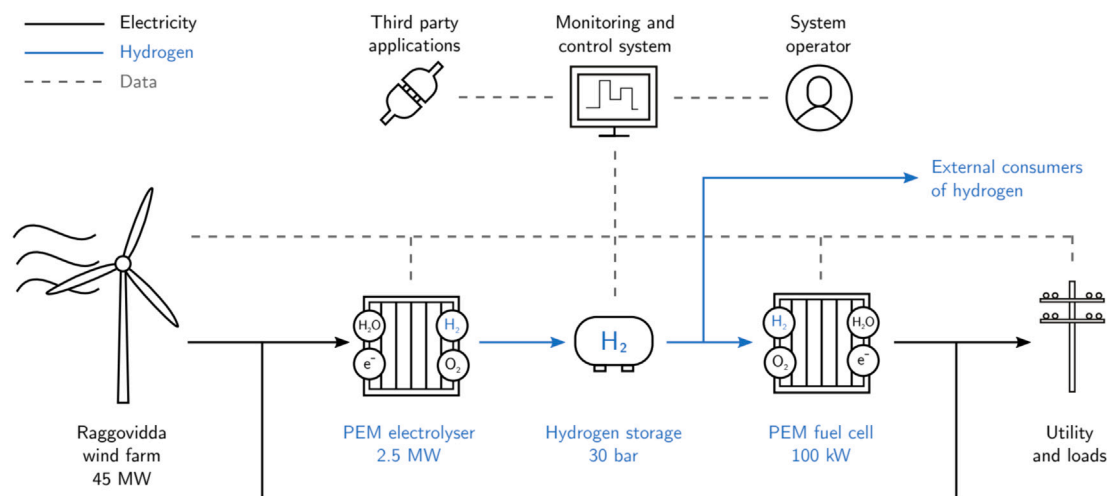 Electricity
Hydrogen
Data
Third party
applications
Monitoring and
control system
System
operator
External consumers
of hydrogen
H₂O
e⁻
H₂
O₂
H₂
H₂
O₂
H₂O
e⁻
Raggovidda
wind farm
45 MW
PEM electrolyser
2.5 MW
Hydrogen storage
30 bar
PEM fuel cell
100 kW
Utility
and loads